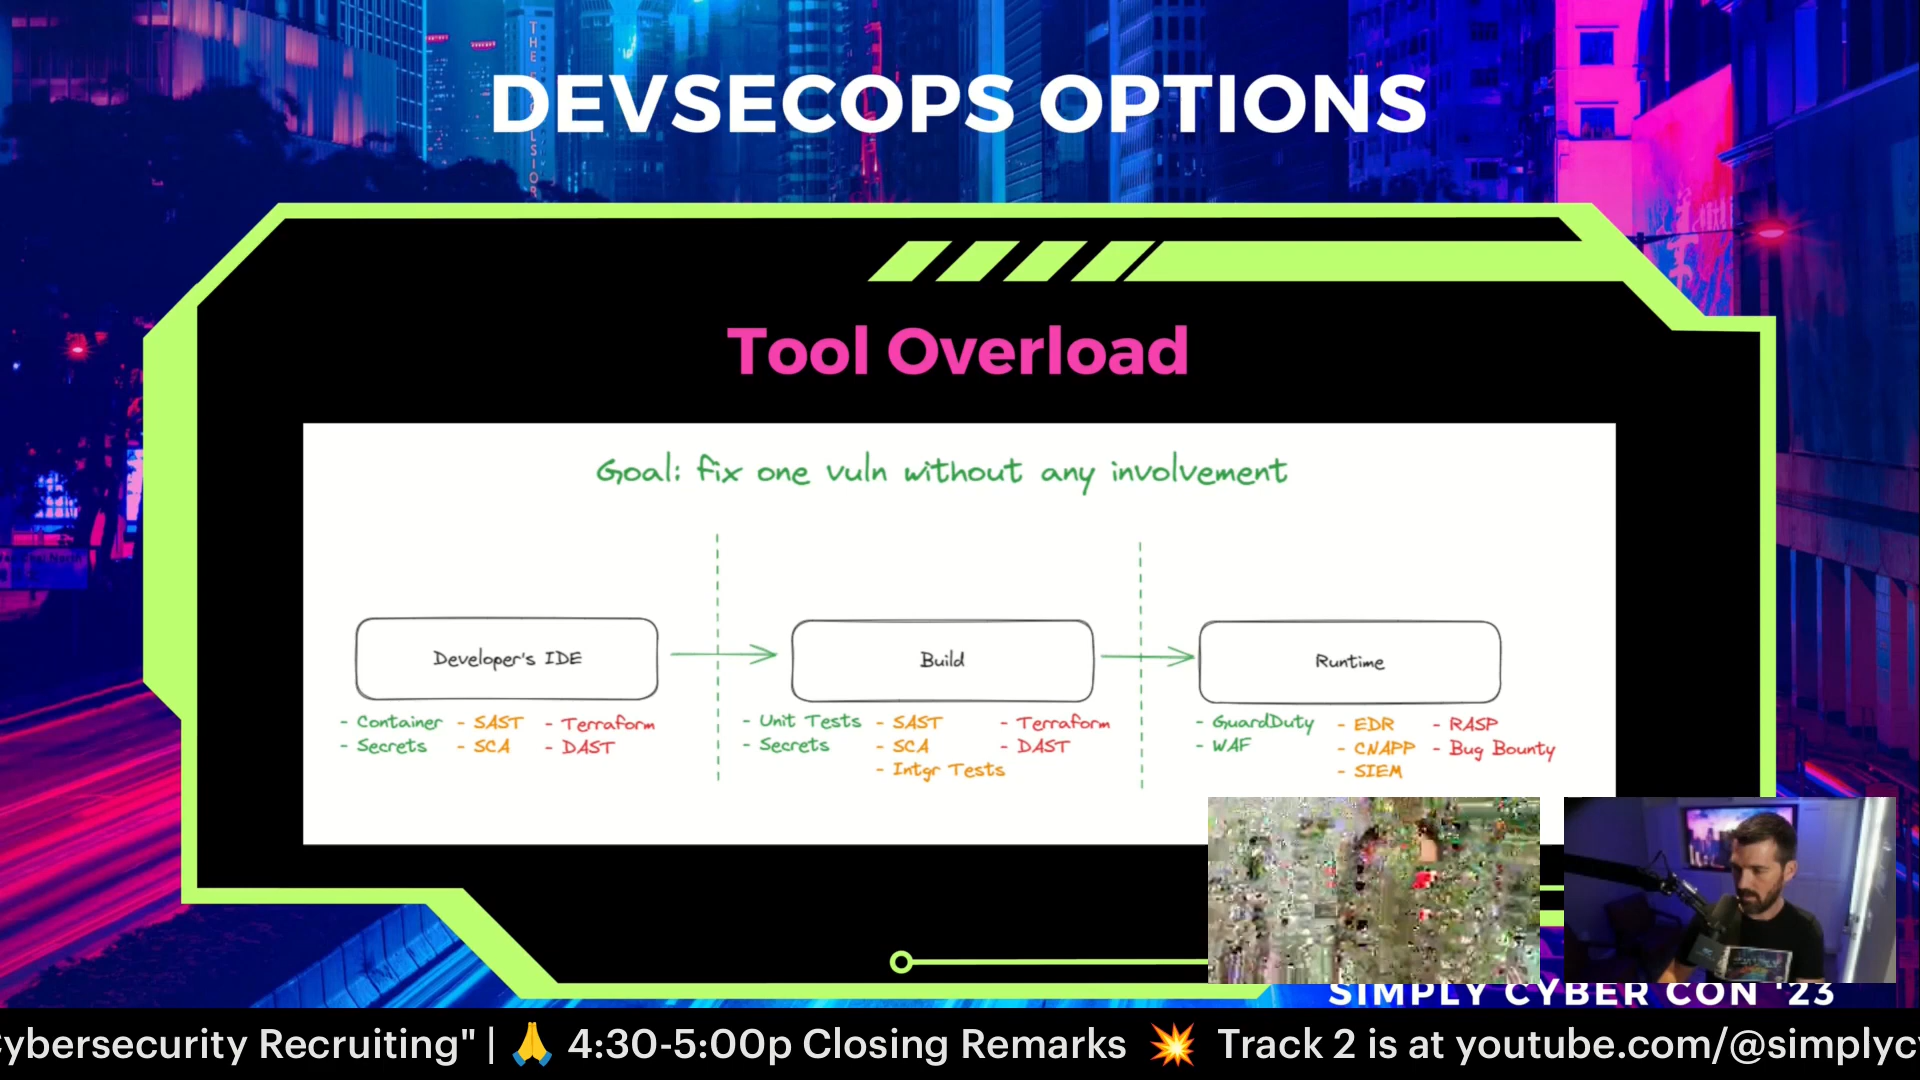 DEVSECOPS OPTIONS
Tool Overload
Goal: fix one vuln without any involvement
Developer's IDE
- Container - SAST - Terraform
- Secrets - SCA - DAST
Build
- Unit Tests - SAST - Terraform
- Secrets - SCA - DAST
- Intgr Tests
Runtime
- GuardDuty - EDR - RASP
- WAF - CNAPP - Bug Bounty
- SIEM
SIMPLY CYBER CON '23
ybersecurity Recruiting" | 🙏 4:30-5:00p Closing Remarks 💥 Track 2 is at youtube.com/@simplycy